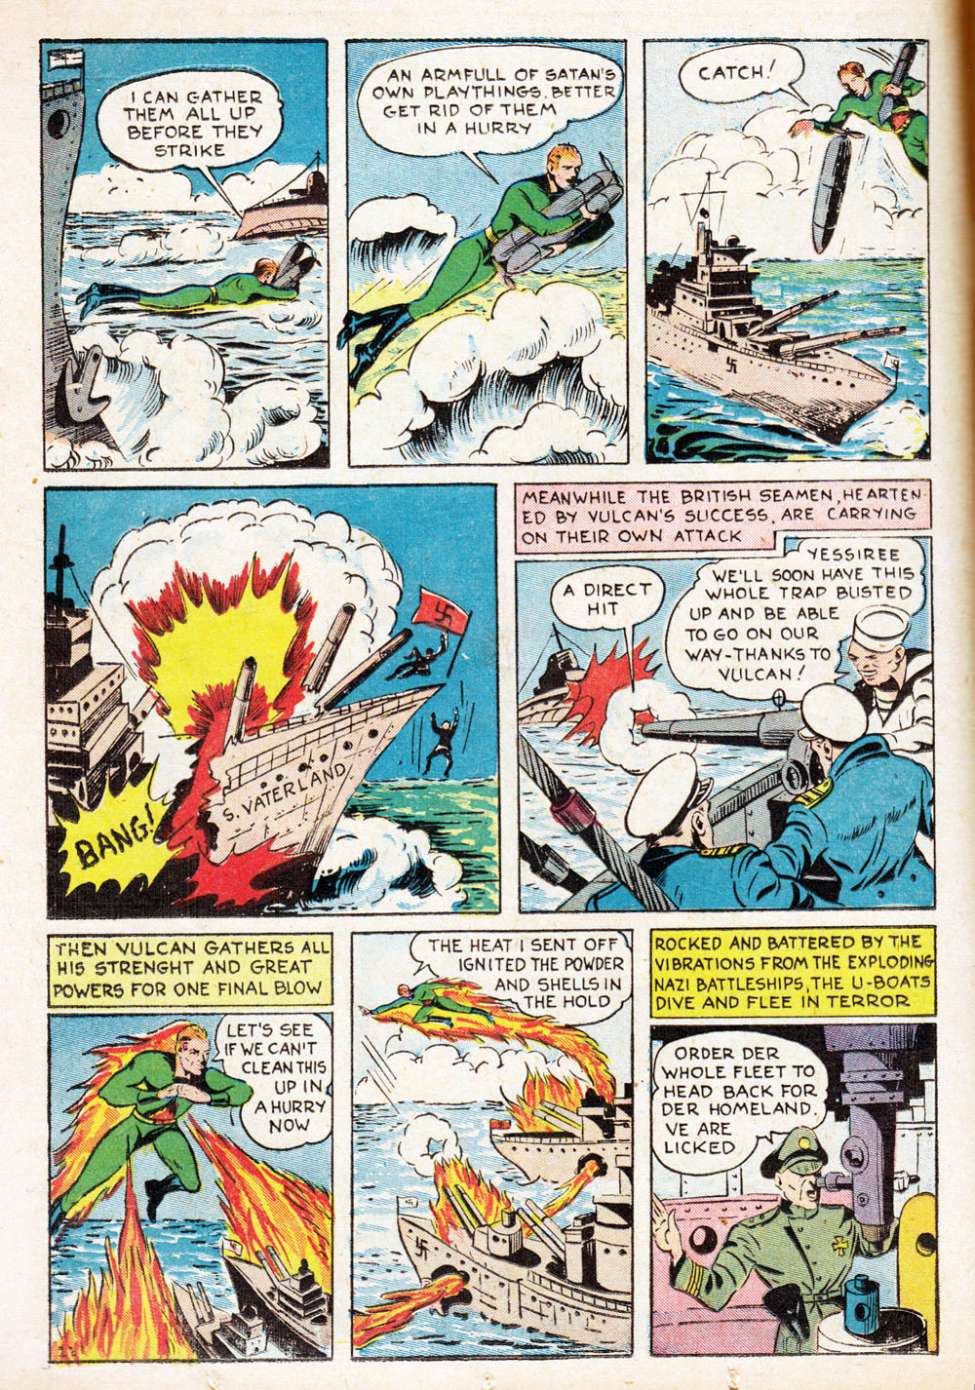 I CAN GATHER
THEM ALL UP
BEFORE THEY
STRIKE
AN ARMFULL OF SATAN'S
OWN PLAYTHINGS. BETTER
GET RID OF THEM
IN A HURRY
CATCH!
BANG!
S. VATERLAND
MEANWHILE THE BRITISH SEAMEN, HEARTEN-
ED BY VULCAN'S SUCCESS, ARE CARRYING
ON THEIR OWN ATTACK
A DIRECT
HIT
YESSIREE
WE'LL SOON HAVE THIS
WHOLE TRAP BUSTED
UP AND BE ABLE
TO GO ON OUR
WAY-THANKS TO
VULCAN!
THEN VULCAN GATHERS ALL
HIS STRENGHT AND GREAT
POWERS FOR ONE FINAL BLOW
LET'S SEE
IF WE CAN'T
CLEAN THIS
UP IN
A HURRY
NOW
THE HEAT I SENT OFF
IGNITED THE POWDER
AND SHELLS IN
THE HOLD
ROCKED AND BATTERED BY THE
VIBRATIONS FROM THE EXPLODING
NAZI BATTLESHIPS, THE U-BOATS
DIVE AND FLEE IN TERROR
ORDER DER
WHOLE FLEET TO
HEAD BACK FOR
DER HOMELAND.
VE ARE
LICKED